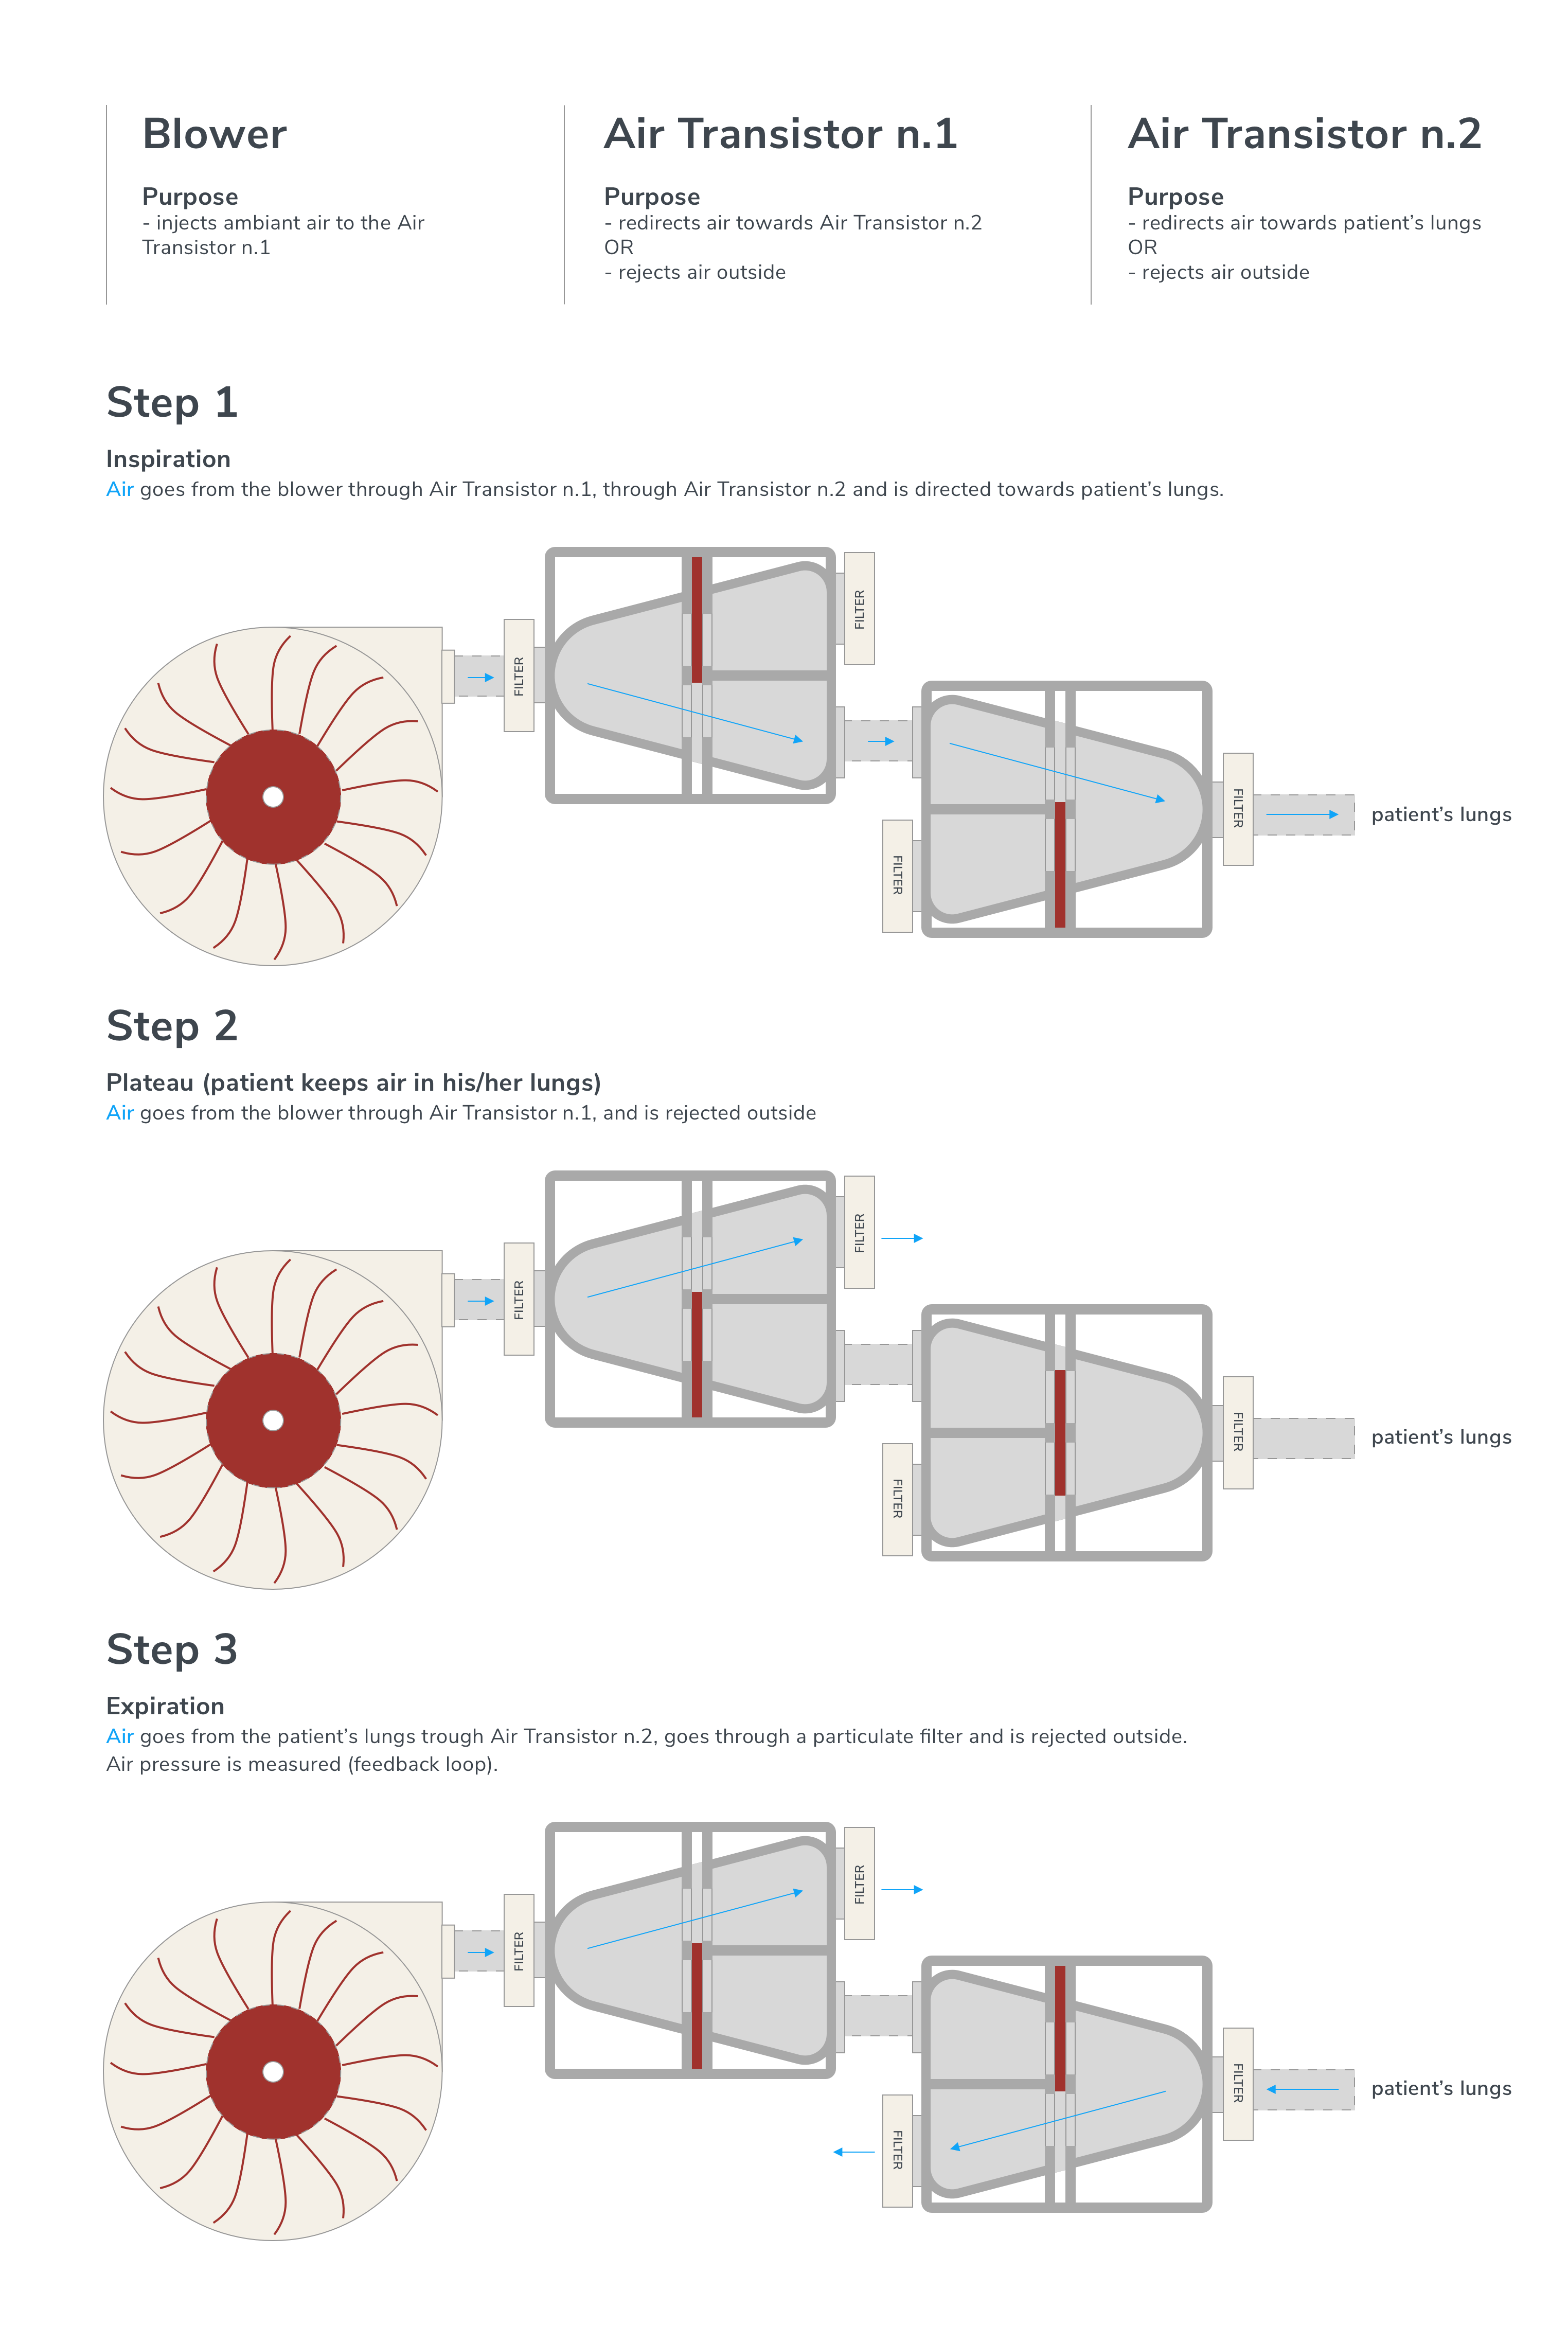 Blower
Purpose
- injects ambiant air to the Air
Transistor n.1
Air Transistor n.1
Purpose
- redirects air towards Air Transistor n.2
OR
- rejects air outside
Air Transistor n.2
Purpose
- redirects air towards patient’s lungs
OR
- rejects air outside
Step 1
Inspiration
Air goes from the blower through Air Transistor n.1, through Air Transistor n.2 and is directed towards patient’s lungs.
FILTER
FILTER
FILTER
FILTER
patient’s lungs
Step 2
Plateau (patient keeps air in his/her lungs)
Air goes from the blower through Air Transistor n.1, and is rejected outside
FILTER
FILTER
FILTER
FILTER
patient’s lungs
Step 3
Expiration
Air goes from the patient’s lungs trough Air Transistor n.2, goes through a particulate filter and is rejected outside.
Air pressure is measured (feedback loop).
FILTER
FILTER
FILTER
FILTER
patient’s lungs